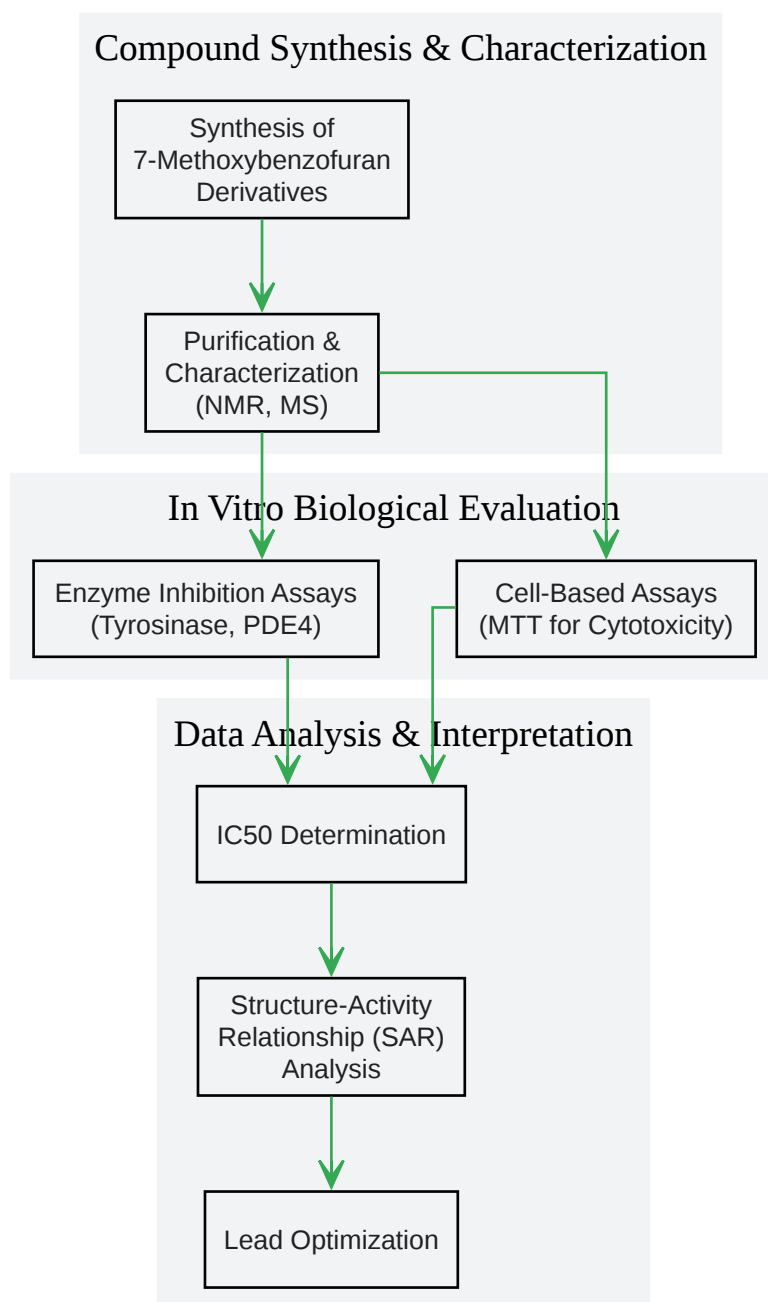 Compound Synthesis & Characterization
Synthesis of
7-Methoxybenzofuran
Derivatives
Purification &
Characterization
(NMR, MS)
In Vitro Biological Evaluation
Enzyme Inhibition Assays
(Tyrosinase, PDE4)
Cell-Based Assays
(MTT for Cytotoxicity)
Data Analysis & Interpretation
IC50 Determination
Structure-Activity
Relationship (SAR)
Analysis
Lead Optimization